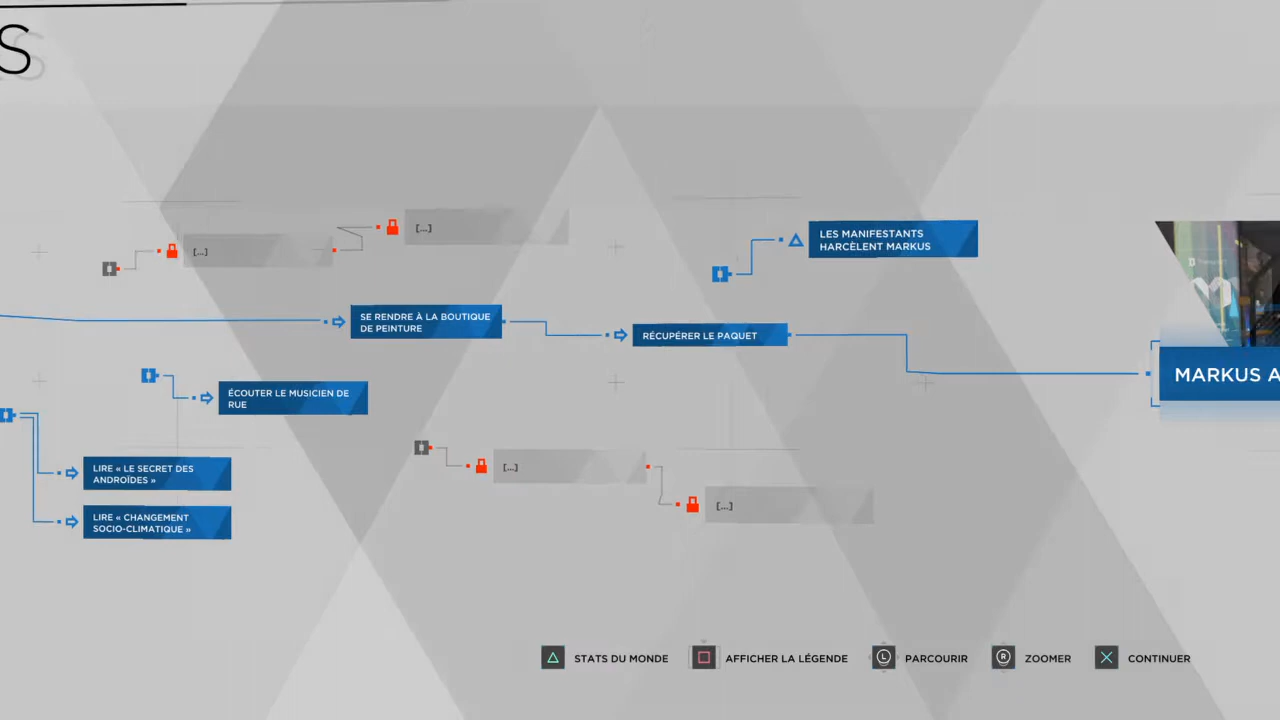 S
[...]
[...]
LES MANIFESTANTS
HARCÈLENT MARKUS
SE RENDRE À LA BOUTIQUE
DE PEINTURE
RÉCUPÉRER LE PAQUET
MARKUS A
ÉCOUTER LE MUSICIEN DE
RUE
LIRE « LE SECRET DES
ANDROÏDES »
LIRE « CHANGEMENT
SOCIO-CLIMATIQUE »
[...]
[...]
STATS DU MONDE
AFFICHER LA LÉGENDE
L PARCOURIR
R ZOOMER
CONTINUER